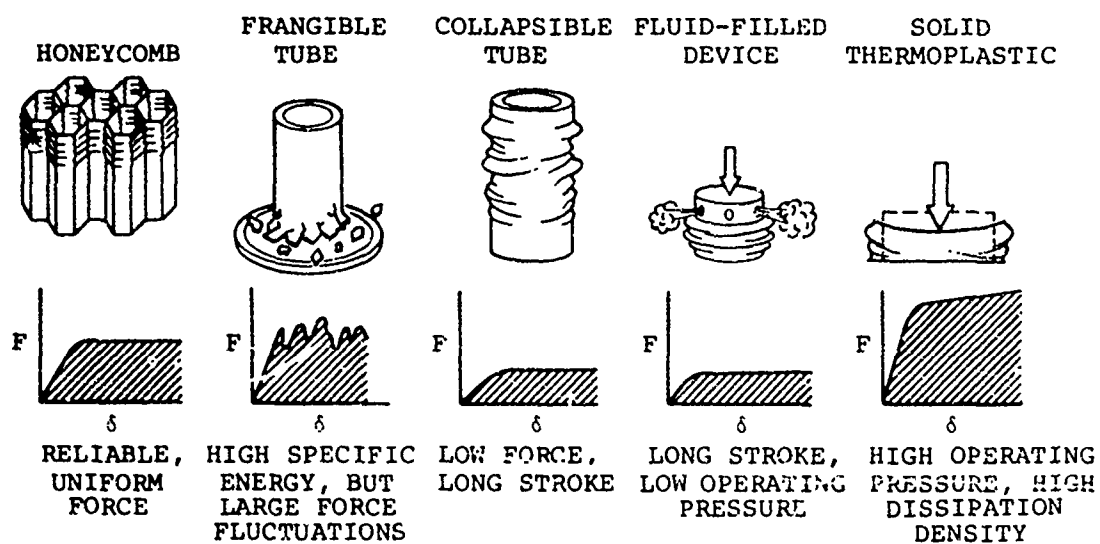 HONEYCOMB
FRANGIBLE
TUBE
COLLAPSIBLE
TUBE
FLUID-FILLED
DEVICE
SOLID
THERMOPLASTIC
F
δ
F
δ
F
δ
F
δ
F
δ
RELIABLE,
UNIFORM
FORCE
HIGH SPECIFIC
ENERGY, BUT
LARGE FORCE
FLUCTUATIONS
LOW FORCE,
LONG STROKE
LONG STROKE,
LOW OPERATING
PRESSURE
HIGH OPERATING
PRESSURE, HIGH
DISSIPATION
DENSITY